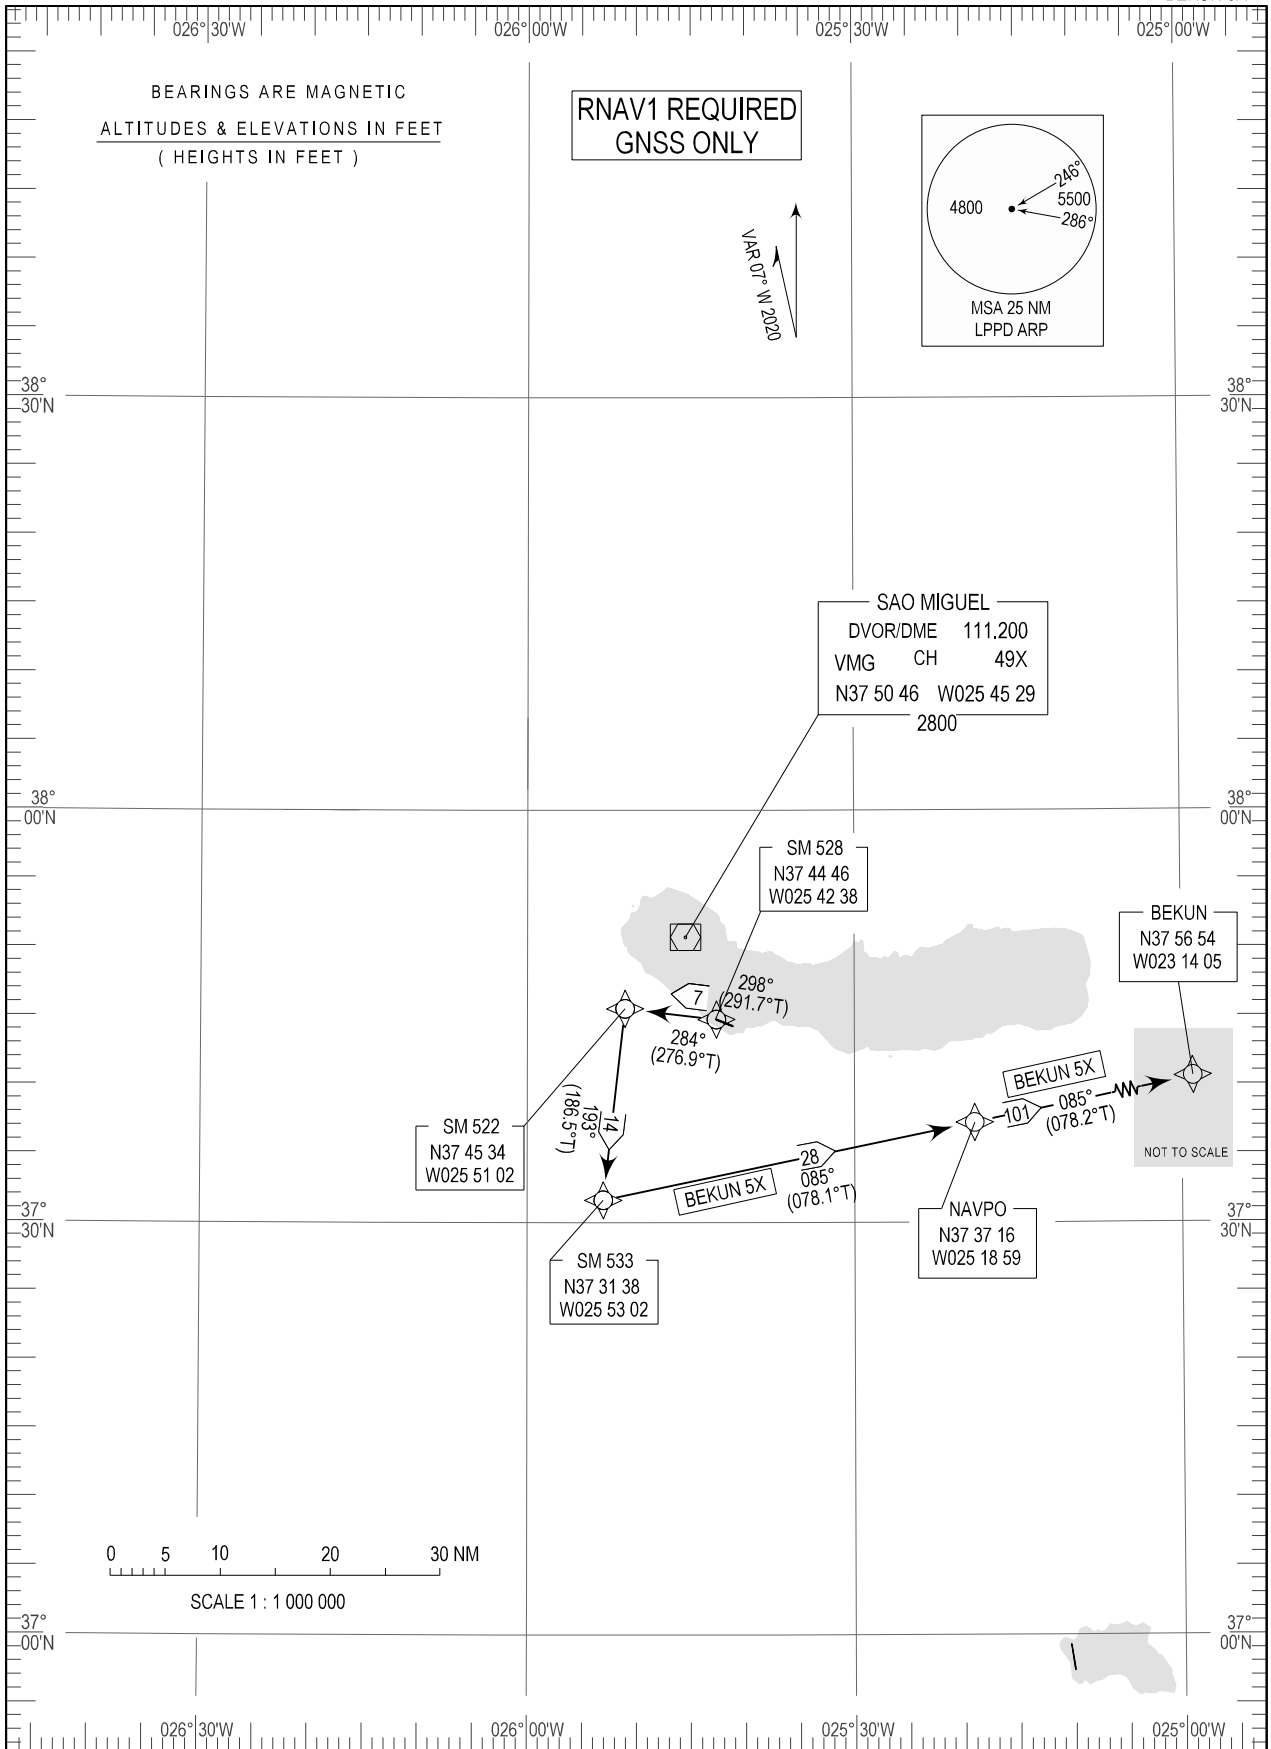 026° 30'W
026° 00'W
025° 30'W
025° 00'W
BEARINGS ARE MAGNETIC
ALTITUDES & ELEVATIONS IN FEET
( HEIGHTS IN FEET )
RNAV1 REQUIRED
GNSS ONLY
VAR 07° W 2020
4800
246°
5500
286°
MSA 25 NM
LPPD ARP
38°
30'N
38°
30'N
SAO MIGUEL
DVOR/DME 111.200
VMG CH 49X
N37 50 46 W025 45 29
2800
38°
00'N
38°
00'N
SM 528
N37 44 46
W025 42 38
BEKUN
N37 56 54
W023 14 05
7
298°
(291.7°T)
284°
(276.9°T)
14
193°
(186.5°T)
SM 522
N37 45 34
W025 51 02
BEKUN 5X
101
085°
(078.2°T)
NOT TO SCALE
28
085°
(078.1°T)
BEKUN 5X
NAVPO
N37 37 16
W025 18 59
37°
30'N
37°
30'N
SM 533
N37 31 38
W025 53 02
0 5 10 20 30 NM
SCALE 1 : 1 000 000
37°
00'N
37°
00'N
026° 30'W
026° 00'W
025° 30'W
025° 00'W